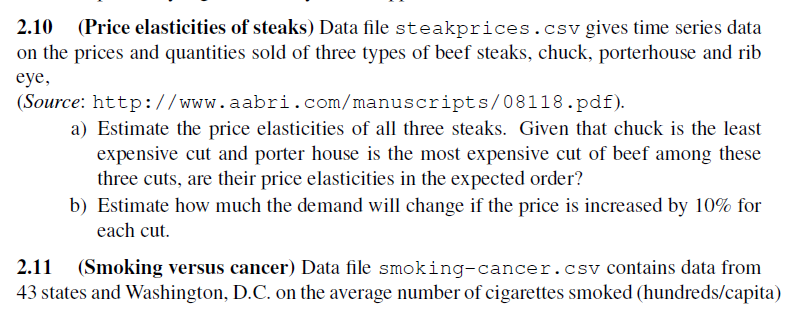 2.10 (Price elasticities of steaks) Data file steakprices.csv gives time series data
on the prices and quantities sold of three types of beef steaks, chuck, porterhouse and rib
eye,
(Source: http://www.aabri.com/manuscripts/08118.pdf).
a) Estimate the price elasticities of all three steaks. Given that chuck is the least
expensive cut and porter house is the most expensive cut of beef among these
three cuts, are their price elasticities in the expected order?
b) Estimate how much the demand will change if the price is increased by 10% for
each cut.
2.11 (Smoking versus cancer) Data file smoking-cancer.csv contains data from
43 states and Washington, D.C. on the average number of cigarettes smoked (hundreds/capita)